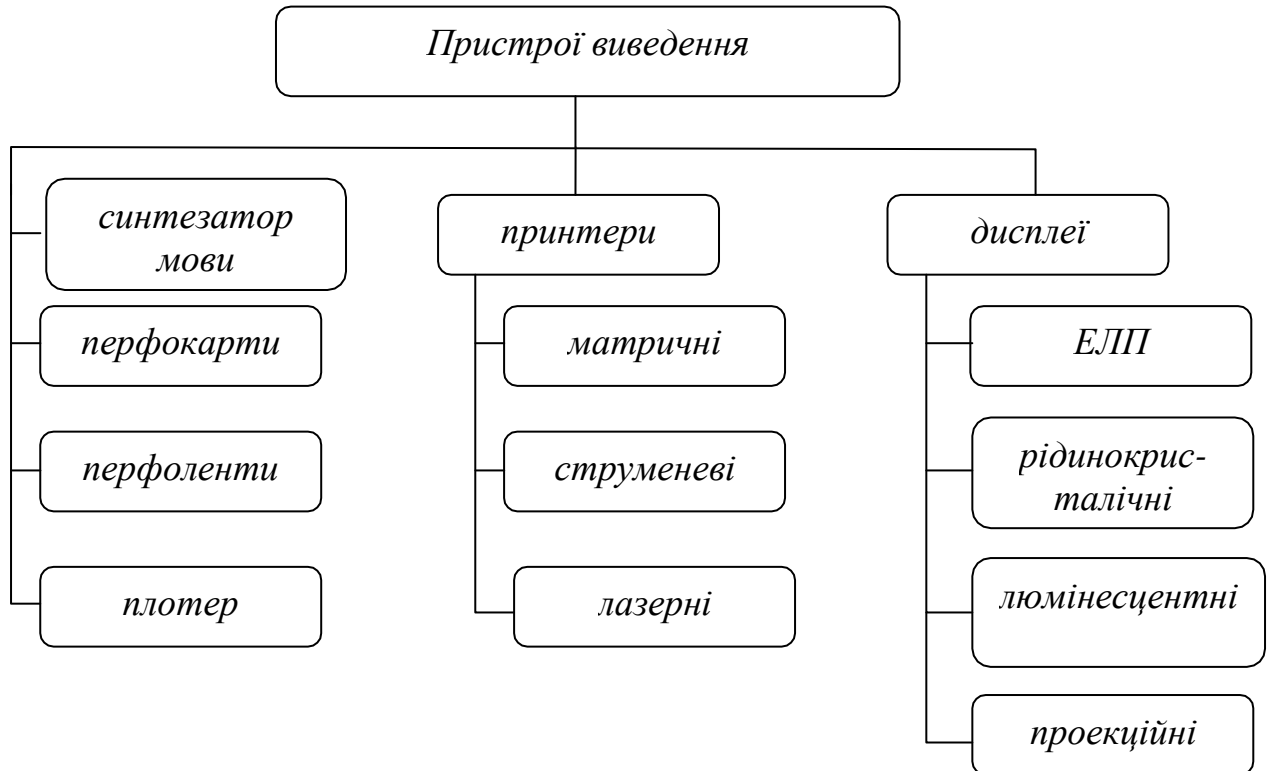 Пристрої виведення
синтезатор
мови
перфокарти
перфоленти
плотер
принтери
матричні
струменеві
лазерні
дисплеї
ЕЛП
рідинокрис-
талічні
люмінесцентні
проекційні